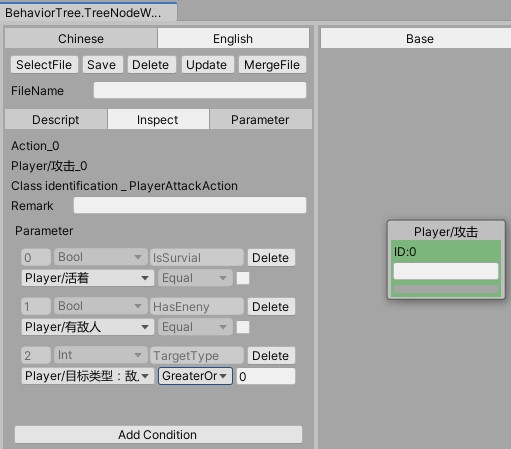 BehaviorTree.TreeNodeW...
Chinese English Base
SelectFile Save Delete Update MergeFile
FileName
Descript Inspect Parameter
Action_0
Player/攻击_0
Class identification _ PlayerAttackAction
Remark
Parameter
0 Bool IsSurvial Delete
Player/活着 Equal
1 Bool HasEneny Delete
Player/有敌人 Equal
2 Int TargetType Delete
Player/目标类型：敌 GreaterOr 0
Add Condition
Player/攻击
ID:0